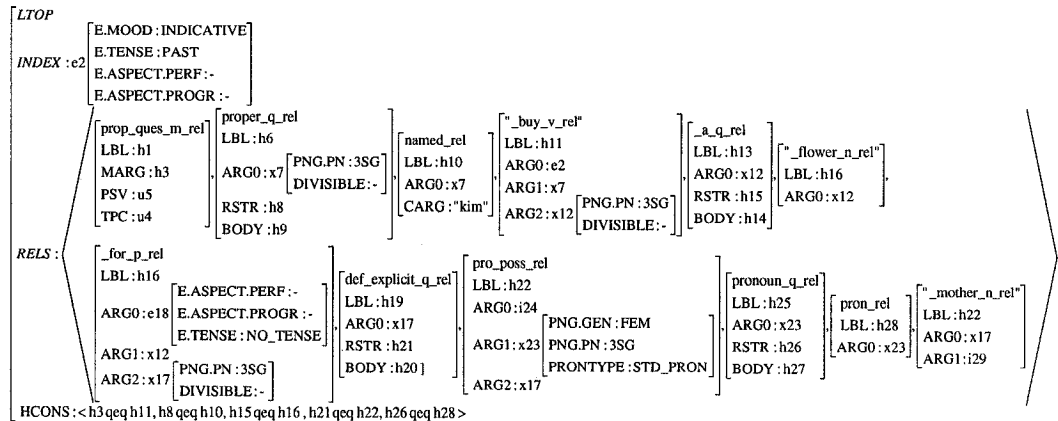 LTOP
INDEX : e2
E.MOOD : INDICATIVE
E.TENSE : PAST
E.ASPECT.PERF : -
E.ASPECT.PROGR : -
RELS :
prop_ques_m_rel
LBL : h1
MARG : h3
PSV : u5
TPC : u4
,
proper_q_rel
LBL : h6
ARG0 : x7
PNG.PN : 3SG
DIVISIBLE : -
RSTR : h8
BODY : h9
,
named_rel
LBL : h10
ARG0 : x7
CARG : "kim"
,
"_buy_v_rel"
LBL : h11
ARG0 : e2
ARG1 : x7
ARG2 : x12
PNG.PN : 3SG
DIVISIBLE : -
,
_a_q_rel
LBL : h13
ARG0 : x12
RSTR : h15
BODY : h14
,
"_flower_n_rel"
LBL : h16
ARG0 : x12
,
_for_p_rel
LBL : h16
ARG0 : e18
E.ASPECT.PERF : -
E.ASPECT.PROGR : -
E.TENSE : NO_TENSE
ARG1 : x12
ARG2 : x17
PNG.PN : 3SG
DIVISIBLE : -
,
def_explicit_q_rel
LBL : h19
ARG0 : x17
RSTR : h21
BODY : h20 ]
,
pro_poss_rel
LBL : h22
ARG0 : i24
ARG1 : x23
PNG.GEN : FEM
PNG.PN : 3SG
PRONTYPE : STD_PRON
ARG2 : x17
,
pronoun_q_rel
LBL : h25
ARG0 : x23
RSTR : h26
BODY : h27
,
pron_rel
LBL : h28
ARG0 : x23
,
"_mother_n_rel"
LBL : h22
ARG0 : x17
ARG1 : i29
HCONS : < h3 qeq h11, h8 qeq h10, h15 qeq h16 , h21 qeq h22, h26 qeq h28 >